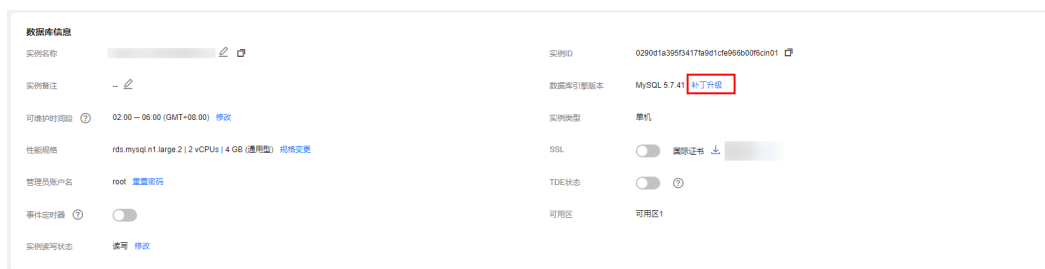 数据库信息
实例名称
实例ID 0290d1a395f3417fa9d1cfe966b00f6cin01
实例备注 --
数据库引擎版本 MySQL 5.7.41 补丁升级
可维护时间段 02:00 — 06:00 (GMT+08:00) 修改
实例类型 单机
性能规格 rds.mysql.n1.large.2 | 2 vCPUs | 4 GB (通用型) 规格变更
SSL 国际证书
管理员账户名 root 重置密码
TDE状态
事件定时器
可用区 可用区1
实例读写状态 读写 修改